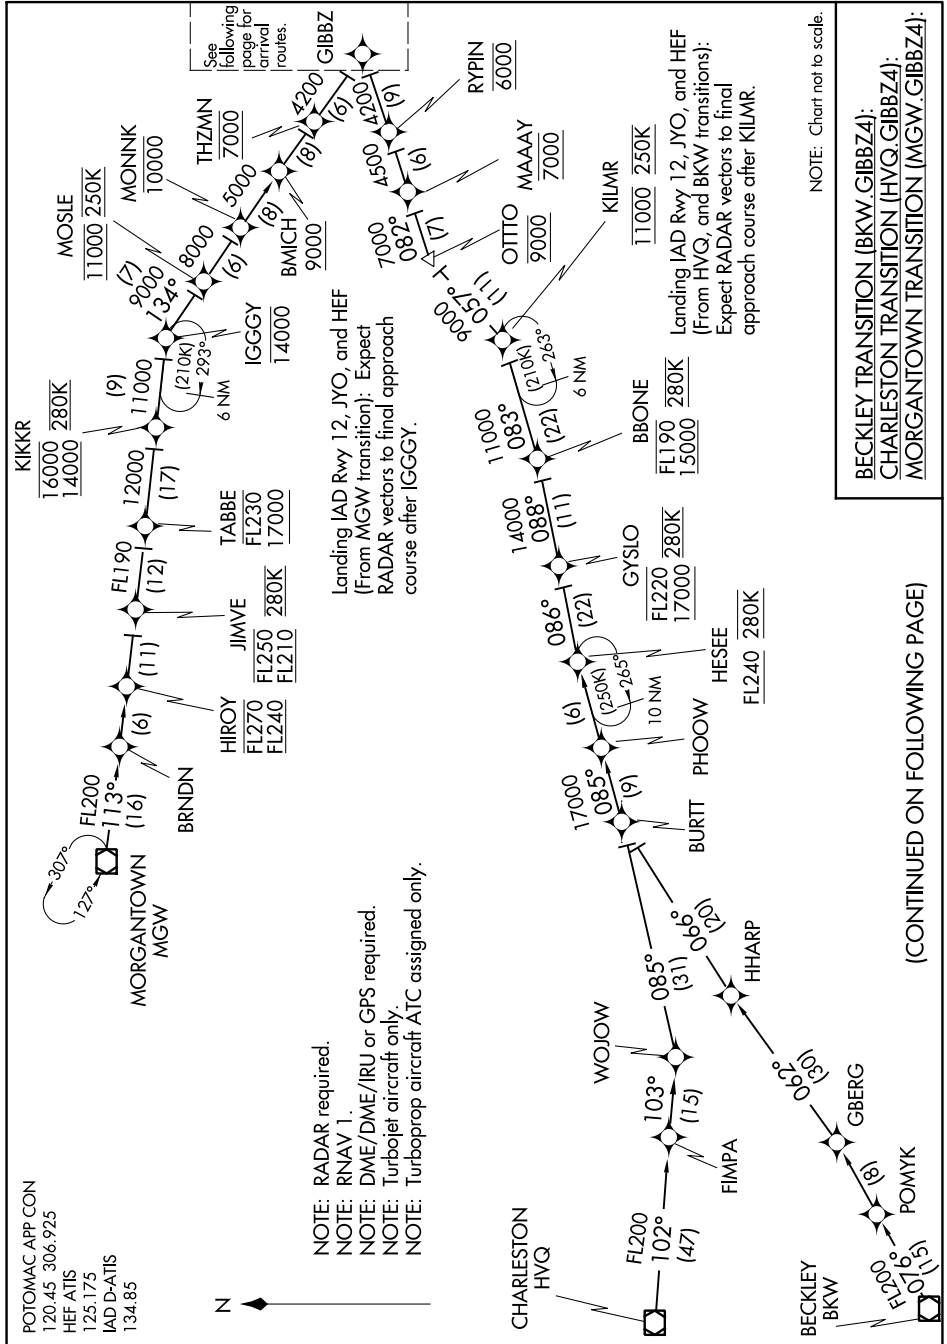 POTOMAC APP CON
120.45 306.925
HEF ATIS
125.175
IAD D-ATIS
134.85
N
NOTE: RADAR required.
NOTE: RNAV 1.
NOTE: DME/DME/IRU or GPS required.
NOTE: Turbojet aircraft only.
NOTE: Turboprop aircraft ATC assigned only.
307°
127°
MORGANTOWN
MGW
FL200
113°
(16)
BRNDN
(6)
HIROY
FL270
FL240
(11)
JIMVE
FL250 280K
FL210
FL190
(12)
TABBE
FL230
17000
12000
(17)
KIKKR
16000 280K
14000
(9)
11000
(210K)
293°
6 NM
IGGGY
14000
(7)
9000
134°
MOSLE
11000 250K
8000
(6)
MONNK
10000
5000
(8)
BMICH
9000
(8)
THZMN
7000
4200
(6)
GIBBZ
See
following
page for
arrival
routes.
4200
(9)
RYPIN
6000
4500
(6)
MAAAY
7000
7000
082°
(7)
OTTTO
9000
9000
057°
(11)
KILMR
11000 250K
(210K)
263°
6 NM
11000
083°
(22)
BBONE
FL190 280K
15000
14000
088°
(11)
GYSLO
FL220 280K
17000
086°
(22)
HESEE
FL240 280K
(250K)
265°
10 NM
(6)
PHOOW
17000
085°
(9)
BURTT
085°
(31)
WOJOW
103°
(15)
FIMPA
FL200
102°
(47)
CHARLESTON
HVQ
066°
(20)
HHARP
062°
(30)
GBERG
(8)
POMYK
FL200
076°
(15)
BECKLEY
BKW
Landing IAD Rwy 12, JYO, and HEF
(From MGW transition): Expect
RADAR vectors to final approach
course after IGGGY.
Landing IAD Rwy 12, JYO, and HEF
(From HVQ, and BKW transitions):
Expect RADAR vectors to final
approach course after KILMR.
NOTE: Chart not to scale.
BECKLEY TRANSITION (BKW.GIBBZ4):
CHARLESTON TRANSITION (HVQ.GIBBZ4):
MORGANTOWN TRANSITION (MGW.GIBBZ4):
(CONTINUED ON FOLLOWING PAGE)